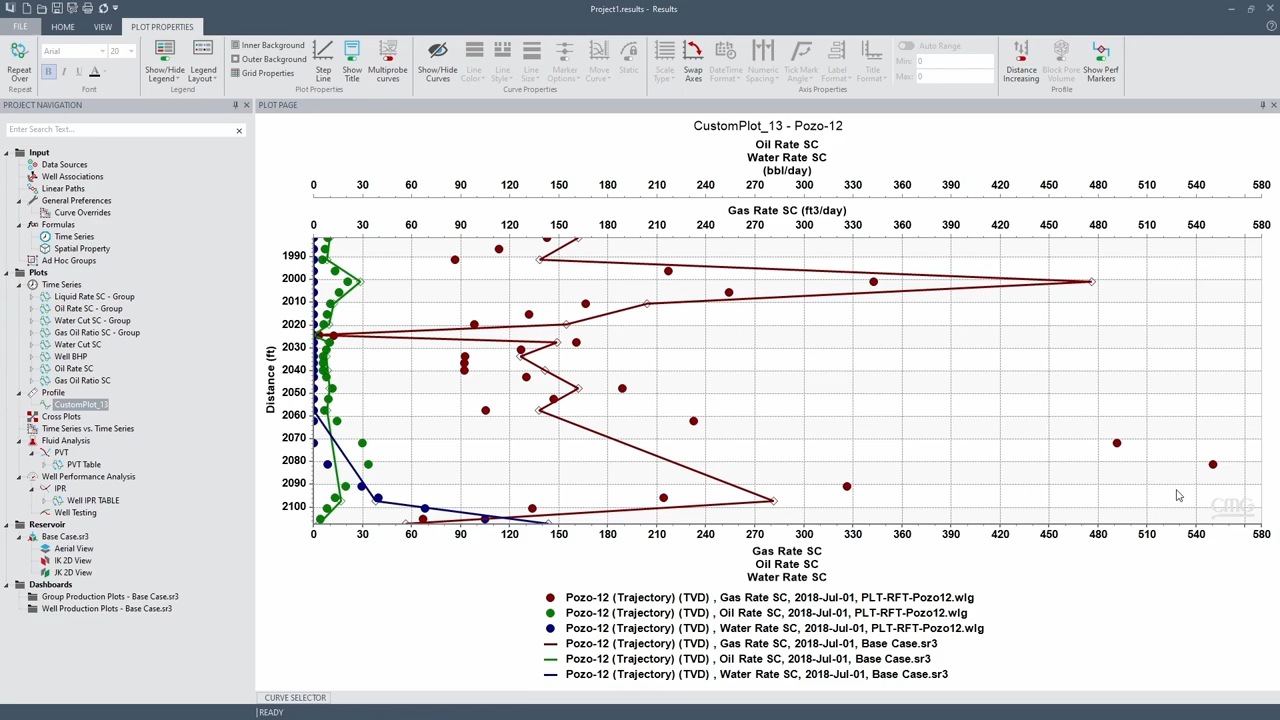 Project1.results - Results
FILE HOME VIEW PLOT PROPERTIES
Repeat Over
Repeat
Arial 20
B I U A
Font
Show/Hide Legend
Legend Layout
Legend
Inner Background
Outer Background
Grid Properties
Step Line
Show Title
Multiprobe curves
Plot Properties
Show/Hide Curves
Line Color
Line Style
Line Size
Marker Options
Move Curve
Static
Curve Properties
Scale Type
Swap Axes
DateTime Format
Numeric Spacing
Tick Mark Angle
Label Format
Title Format
Auto Range
Min: 0
Max: 0
Axis Properties
Distance Increasing
Block Pore Volume
Show Perf Markers
Profile
PROJECT NAVIGATION
Enter Search Text...
Input
Data Sources
Well Associations
Linear Paths
General Preferences
Curve Overrides
Formulas
Time Series
Spatial Property
Ad Hoc Groups
Plots
Time Series
Liquid Rate SC - Group
Oil Rate SC - Group
Water Cut SC - Group
Gas Oil Ratio SC - Group
Water Cut SC
Well BHP
Oil Rate SC
Gas Oil Ratio SC
Profile
CustomPlot_13
Cross Plots
Time Series vs. Time Series
Fluid Analysis
PVT
PVT Table
Well Performance Analysis
IPR
Well IPR TABLE
Well Testing
Reservoir
Base Case.sr3
Aerial View
IK 2D View
JK 2D View
Dashboards
Group Production Plots - Base Case.sr3
Well Production Plots - Base Case.sr3
PLOT PAGE
CustomPlot_13 - Pozo-12
Oil Rate SC
Water Rate SC
(bbl/day)
0 30 60 90 120 150 180 210 240 270 300 330 360 390 420 450 480 510 540 580
Gas Rate SC (ft3/day)
0 30 60 90 120 150 180 210 240 270 300 330 360 390 420 450 480 510 540 580
Distance (ft)
1990
2000
2010
2020
2030
2040
2050
2060
2070
2080
2090
2100
CMG
0 30 60 90 120 150 180 210 240 270 300 330 360 390 420 450 480 510 540 580
Gas Rate SC
Oil Rate SC
Water Rate SC
Pozo-12 (Trajectory) (TVD) , Gas Rate SC, 2018-Jul-01, PLT-RFT-Pozo12.wlg
Pozo-12 (Trajectory) (TVD) , Oil Rate SC, 2018-Jul-01, PLT-RFT-Pozo12.wlg
Pozo-12 (Trajectory) (TVD) , Water Rate SC, 2018-Jul-01, PLT-RFT-Pozo12.wlg
Pozo-12 (Trajectory) (TVD) , Gas Rate SC, 2018-Jul-01, Base Case.sr3
Pozo-12 (Trajectory) (TVD) , Oil Rate SC, 2018-Jul-01, Base Case.sr3
Pozo-12 (Trajectory) (TVD) , Water Rate SC, 2018-Jul-01, Base Case.sr3
CURVE SELECTOR
READY